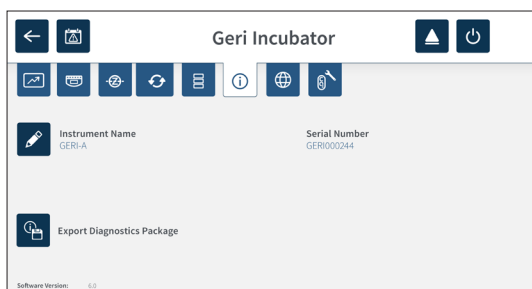 Geri Incubator
Instrument Name
GERI-A
Serial Number
GERI000244
Export Diagnostics Package
Software Version: 6.0